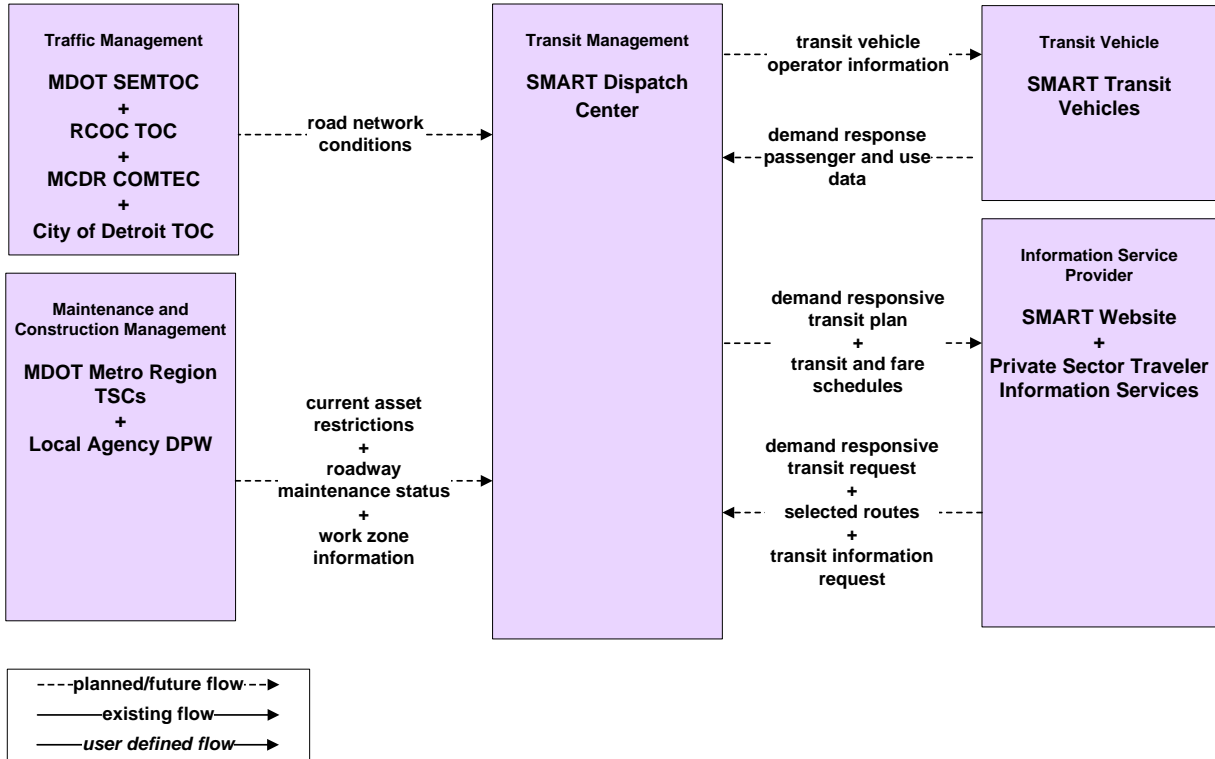 Traffic Management
MDOT SEMTOC
+
RCOC TOC
+
MCDR COMTEC
+
City of Detroit TOC
Maintenance and
Construction Management
MDOT Metro Region
TSCs
+
Local Agency DPW
road network
conditions
current asset
restrictions
+
roadway
maintenance status
+
work zone
information
Transit Management
SMART Dispatch
Center
transit vehicle
operator information
demand response
passenger and use
data
demand responsive
transit plan
+
transit and fare
schedules
demand responsive
transit request
+
selected routes
+
transit information
request
Transit Vehicle
SMART Transit
Vehicles
Information Service
Provider
SMART Website
+
Private Sector Traveler
Information Services
planned/future flow
existing flow
user defined flow